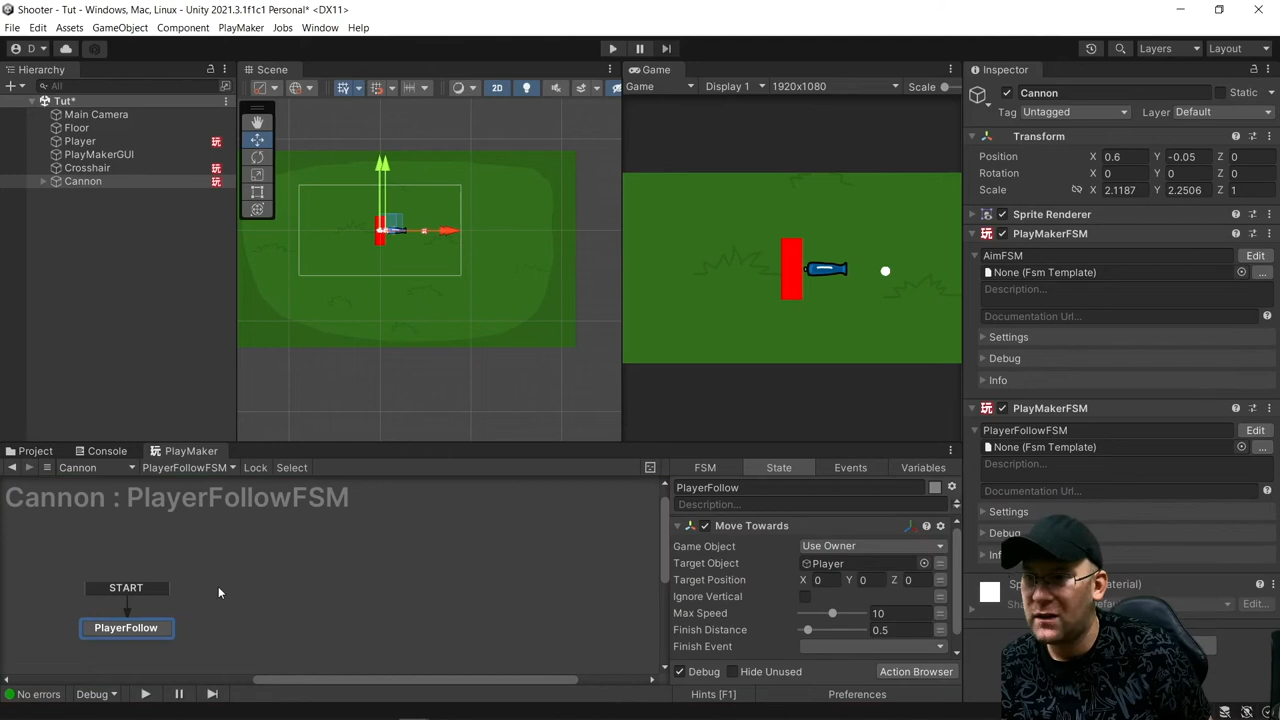 Shooter - Tut - Windows, Mac, Linux - Unity 2021.3.1f1c1 Personal* <DX11>
File Edit Assets GameObject Component PlayMaker Jobs Window Help
D Layers Layout
Hierarchy
All
Tut*
Main Camera
Floor
Player
PlayMakerGUI
Crosshair
Cannon
Scene
2D
Game
Game Display 1 1920x1080 Scale
Inspector
Cannon Static
Tag Untagged Layer Default
Transform
Position X 0.6 Y -0.05 Z 0
Rotation X 0 Y 0 Z 0
Scale X 2.1187 Y 2.2506 Z 1
Sprite Renderer
PlayMakerFSM
AimFSM Edit
None (Fsm Template) ...
Description...
Documentation Url...
Settings
Debug
Info
PlayMakerFSM
PlayerFollowFSM Edit
None (Fsm Template) ...
Description...
Documentation Url...
Settings
Debug
Edit...
Project Console PlayMaker
Cannon PlayerFollowFSM Lock Select
Cannon : PlayerFollowFSM
START
PlayerFollow
No errors Debug
FSM State Events Variables
PlayerFollow
Description...
Move Towards
Game Object Use Owner
Target Object Player
Target Position X 0 Y 0 Z 0
Ignore Vertical
Max Speed 10
Finish Distance 0.5
Finish Event
Debug Hide Unused Action Browser
Hints [F1] Preferences